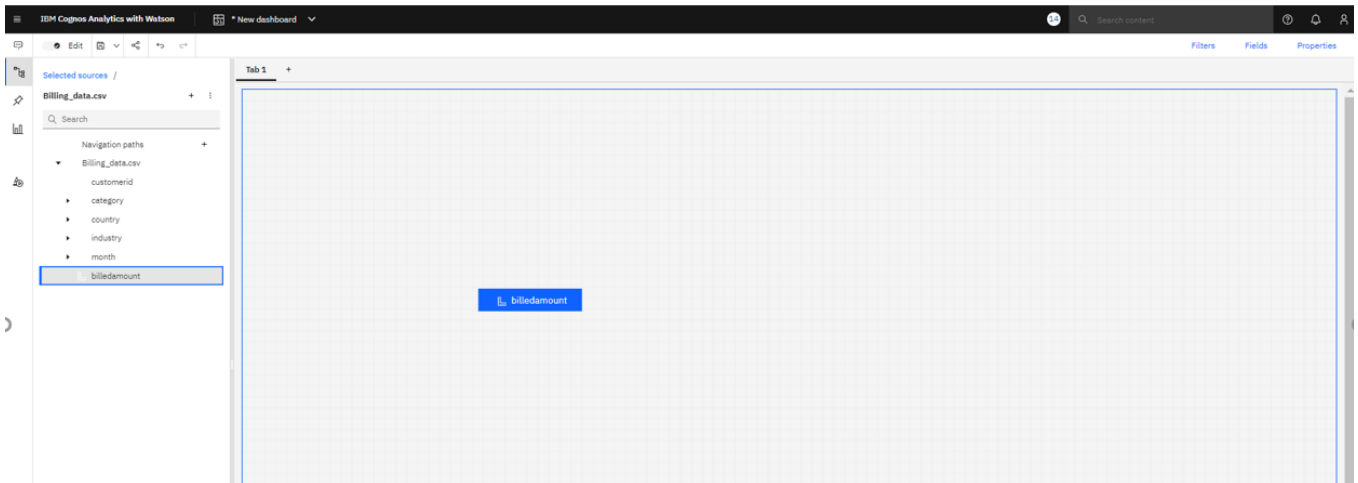 IBM Cognos Analytics with Watson
* New dashboard
14
Search content
Edit
Filters
Fields
Properties
Selected sources /
Tab 1 +
Billing_data.csv
Search
Navigation paths
Billing_data.csv
customerid
category
country
industry
month
billedamount
billedamount